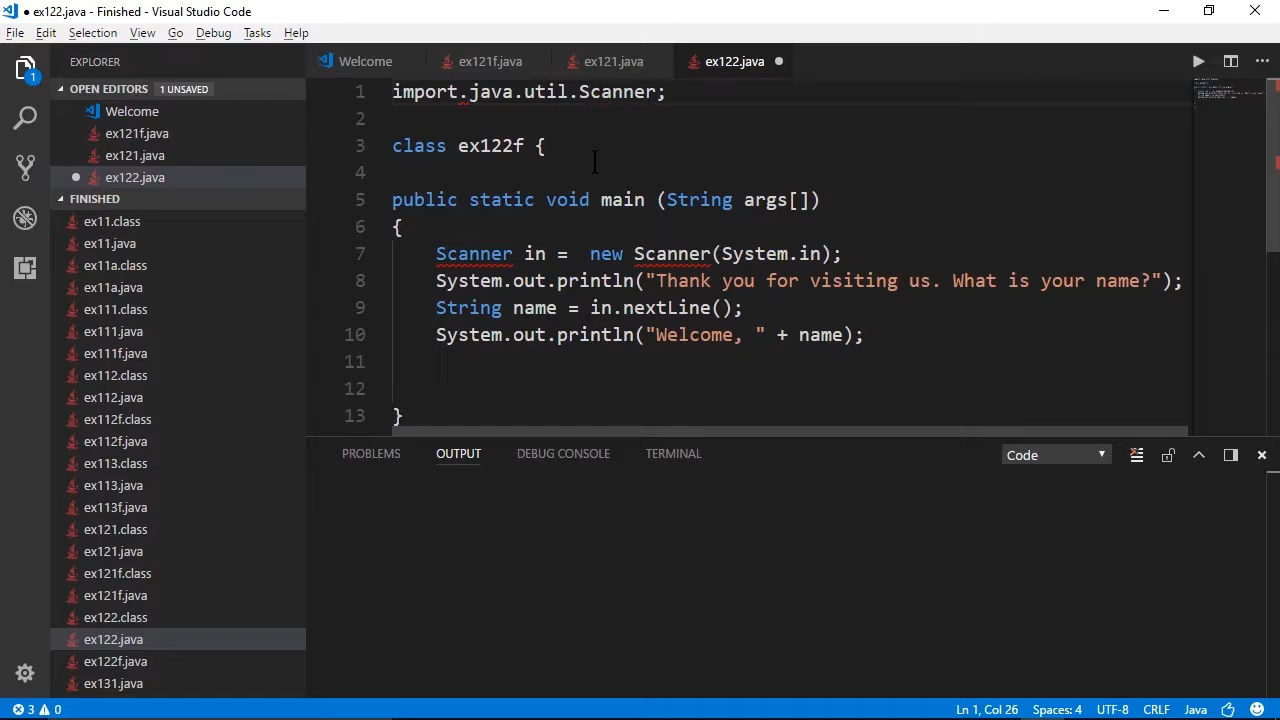 ex122.java - Finished - Visual Studio Code
File Edit Selection View Go Debug Tasks Help
EXPLORER
Welcome ex121f.java ex121.java ex122.java
OPEN EDITORS 1 UNSAVED
Welcome
ex121f.java
ex121.java
ex122.java
FINISHED
ex11.class
ex11.java
ex11a.class
ex11a.java
ex111.class
ex111.java
ex111f.java
ex112.class
ex112.java
ex112f.class
ex112f.java
ex113.class
ex113.java
ex113f.java
ex121.class
ex121.java
ex121f.class
ex121f.java
ex122.class
ex122.java
ex122f.java
ex131.java
1
1 import.java.util.Scanner;
2
3 class ex122f {
4
5 public static void main (String args[])
6 {
7 Scanner in =  new Scanner(System.in);
8 System.out.println("Thank you for visiting us. What is your name?");
9 String name = in.nextLine();
10 System.out.println("Welcome, " + name);
11
12
13 }
PROBLEMS OUTPUT DEBUG CONSOLE TERMINAL Code
3 0 Ln 1, Col 26 Spaces: 4 UTF-8 CRLF Java